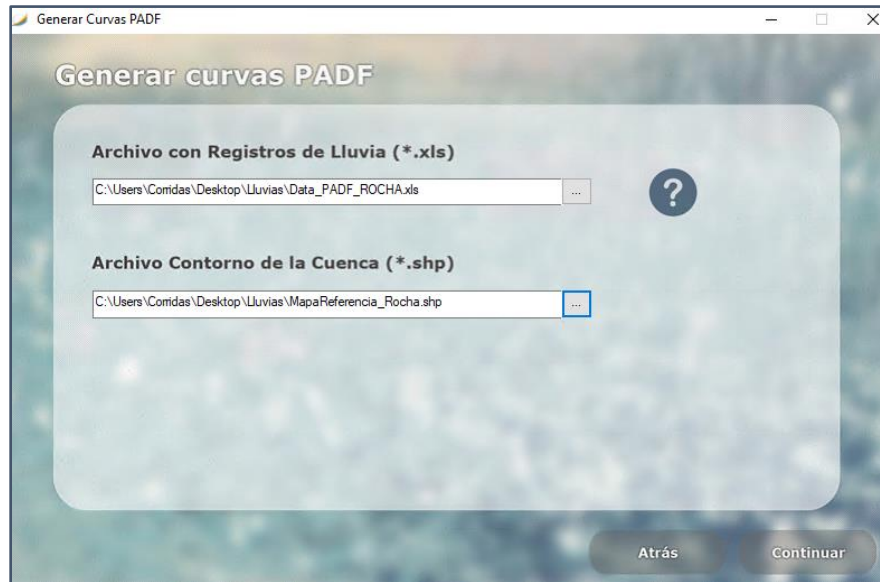 Generar Curvas PADF
Generar curvas PADF
Archivo con Registros de Lluvia (*.xls)
C:\Users\Corridas\Desktop\Lluvias\Data_PADF_ROCHA.xls
...
?
Archivo Contorno de la Cuenca (*.shp)
C:\Users\Corridas\Desktop\Lluvias\MapaReferencia_Rocha.shp
...
Atrás
Continuar